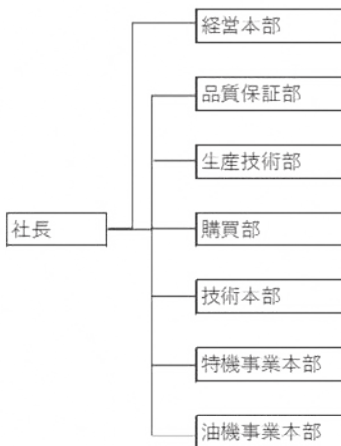 経営本部
品質保証部
生産技術部
社長
購買部
技術本部
特機事業本部
油機事業本部